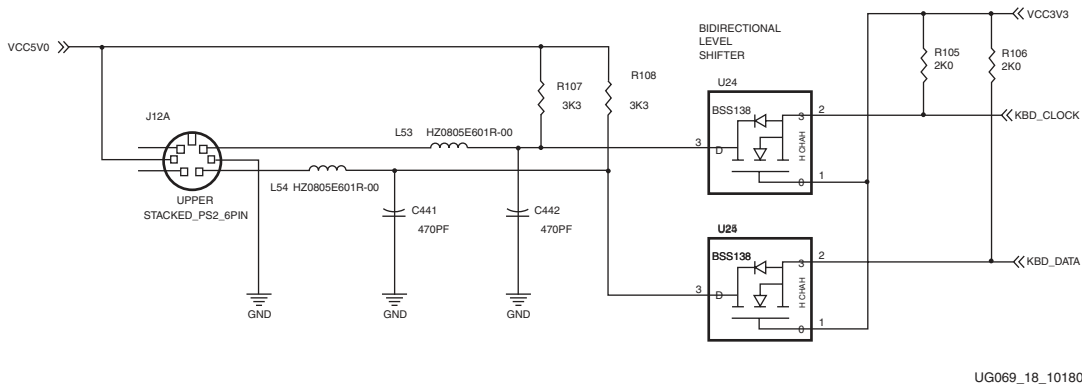 VCC3V3
BIDIRECTIONAL
LEVEL
SHIFTER
VCC5V0
R105
2K0
R106
2K0
R107
3K3
R108
3K3
U24
BSS138
3
2
KBD_CLOCK
J12A
L53 HZ0805E601R-00
3
D
H CHAH
1
0
L54 HZ0805E601R-00
UPPER
STACKED_PS2_6PIN
C441
470PF
C442
470PF
BSS138
3
2
KBD_DATA
3
D
H CHAH
1
0
GND
GND
GND
UG069_18_10180